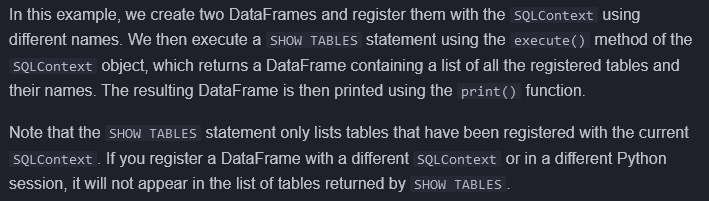 In this example, we create two DataFrames and register them with the SQLContext using
different names. We then execute a SHOW TABLES statement using the execute() method of the
SQLContext object, which returns a DataFrame containing a list of all the registered tables and
their names. The resulting DataFrame is then printed using the print() function.
Note that the SHOW TABLES statement only lists tables that have been registered with the current
SQLContext. If you register a DataFrame with a different SQLContext or in a different Python
session, it will not appear in the list of tables returned by SHOW TABLES.